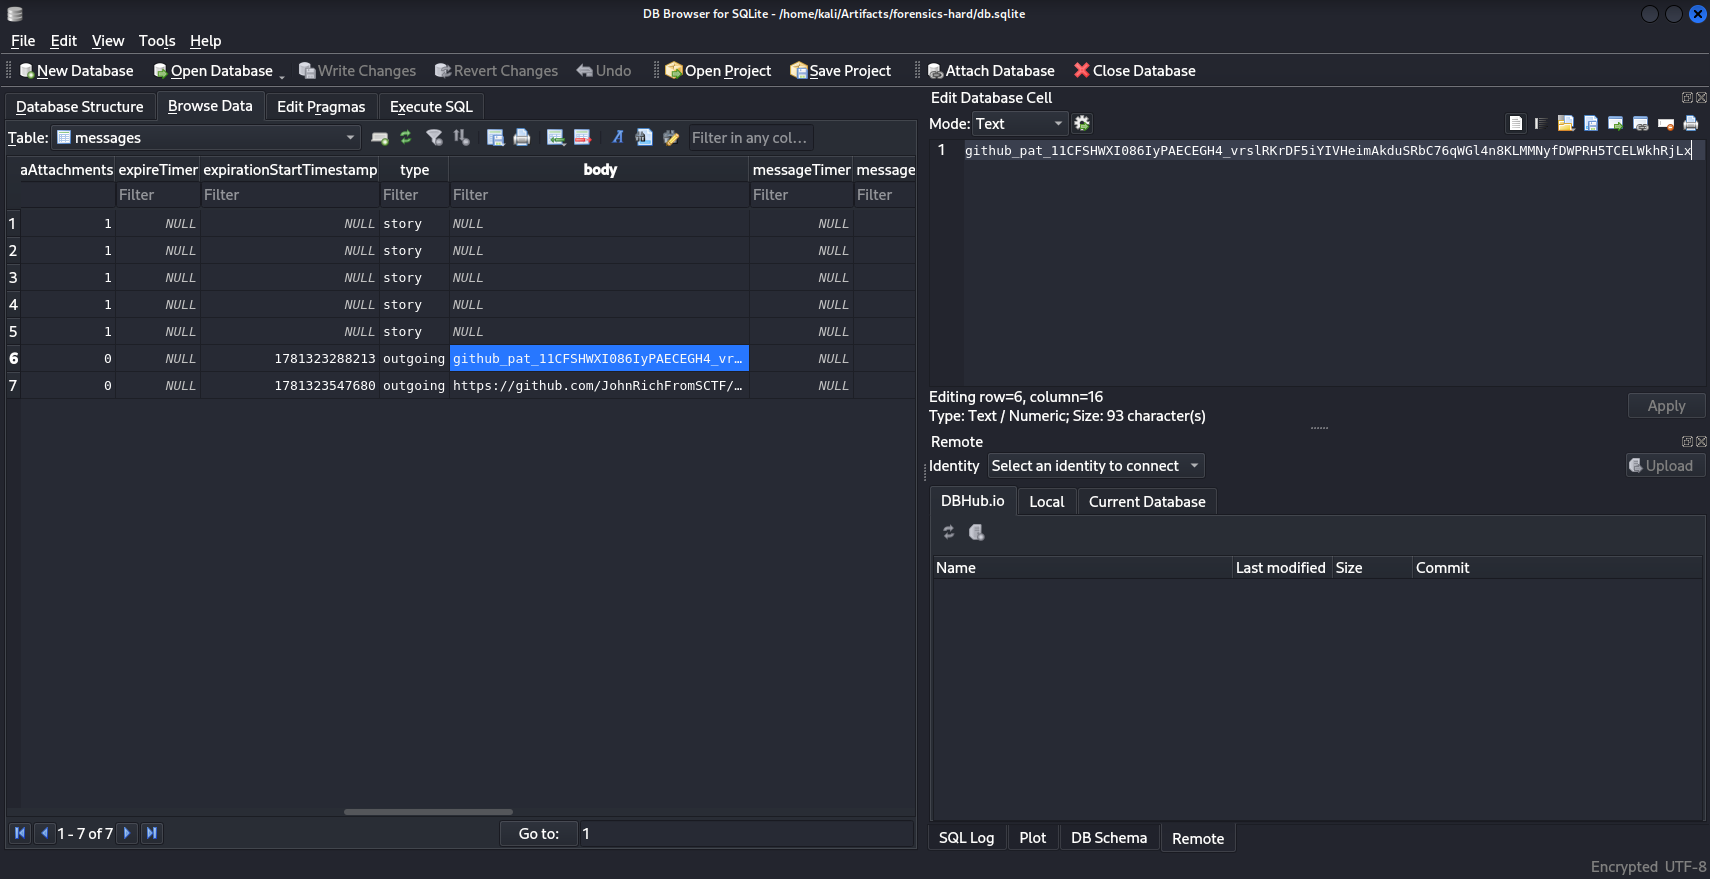 DB Browser for SQLite - /home/kali/Artifacts/forensics-hard/db.sqlite
File Edit View Tools Help
New Database Open Database Write Changes Revert Changes Undo Open Project Save Project Attach Database Close Database
Database Structure Browse Data Edit Pragmas Execute SQL
Table: messages Filter in any col...
aAttachments expireTimer expirationStartTimestamp type body messageTimer message
Filter Filter Filter Filter Filter Filter
1 1 NULL NULL story NULL NULL
2 1 NULL NULL story NULL NULL
3 1 NULL NULL story NULL NULL
4 1 NULL NULL story NULL NULL
5 1 NULL NULL story NULL NULL
6 0 NULL 1781323288213 outgoing github_pat_11CFSHWXI086IyPAECEGH4_vr... NULL
7 0 NULL 1781323547680 outgoing https://github.com/JohnRichFromSCTF/... NULL
1 - 7 of 7 Go to: 1
Edit Database Cell
Mode: Text
1 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
Editing row=6, column=16
Type: Text / Numeric; Size: 93 character(s)
Apply
Remote
Identity Select an identity to connect Upload
DBHub.io Local Current Database
Name Last modified Size Commit
SQL Log Plot DB Schema Remote
Encrypted UTF-8